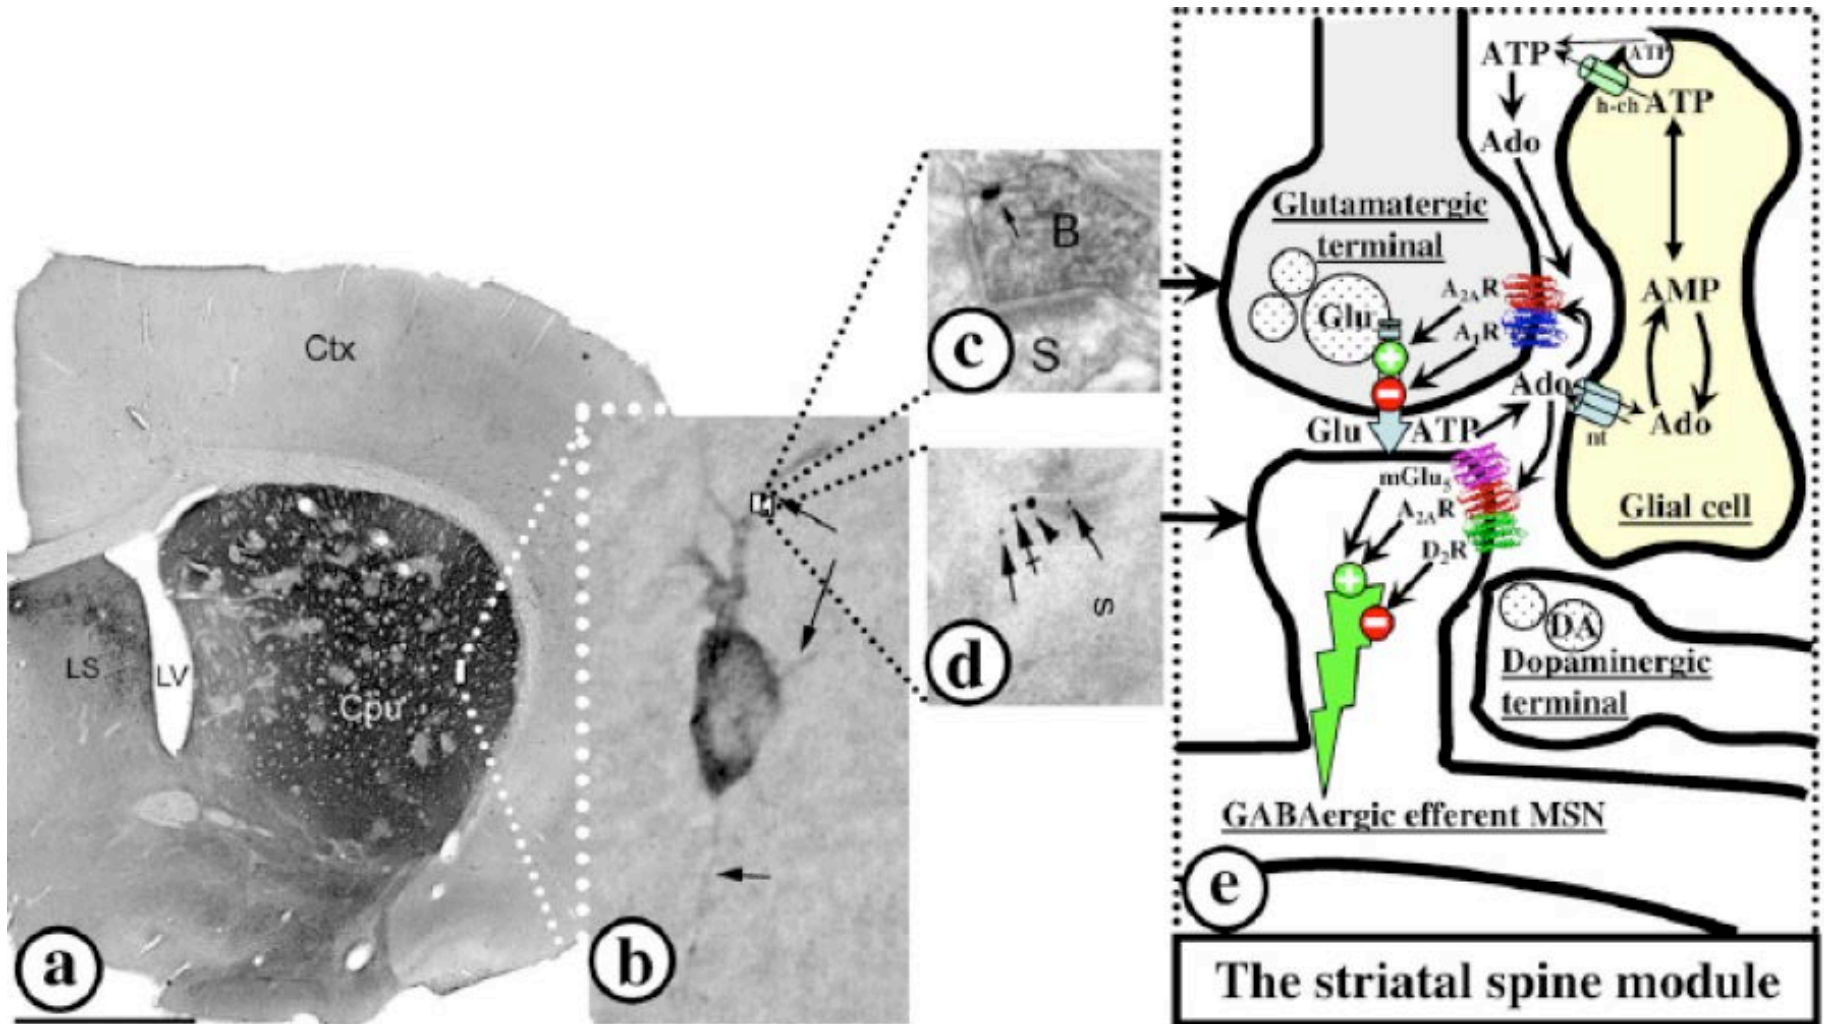 a
Ctx
LS
LV
Cpu
b
c
B
S
d
s
e
ATP
ATP
h-ch ATP
Ado
Glutamatergic
terminal
Glu
A2AR
A1R
AMP
Ado
Ado
nt
Glu
ATP
mGlu5
A2AR
D2R
Glial cell
+
−
+
−
DA
Dopaminergic
terminal
GABAergic efferent MSN
The striatal spine module